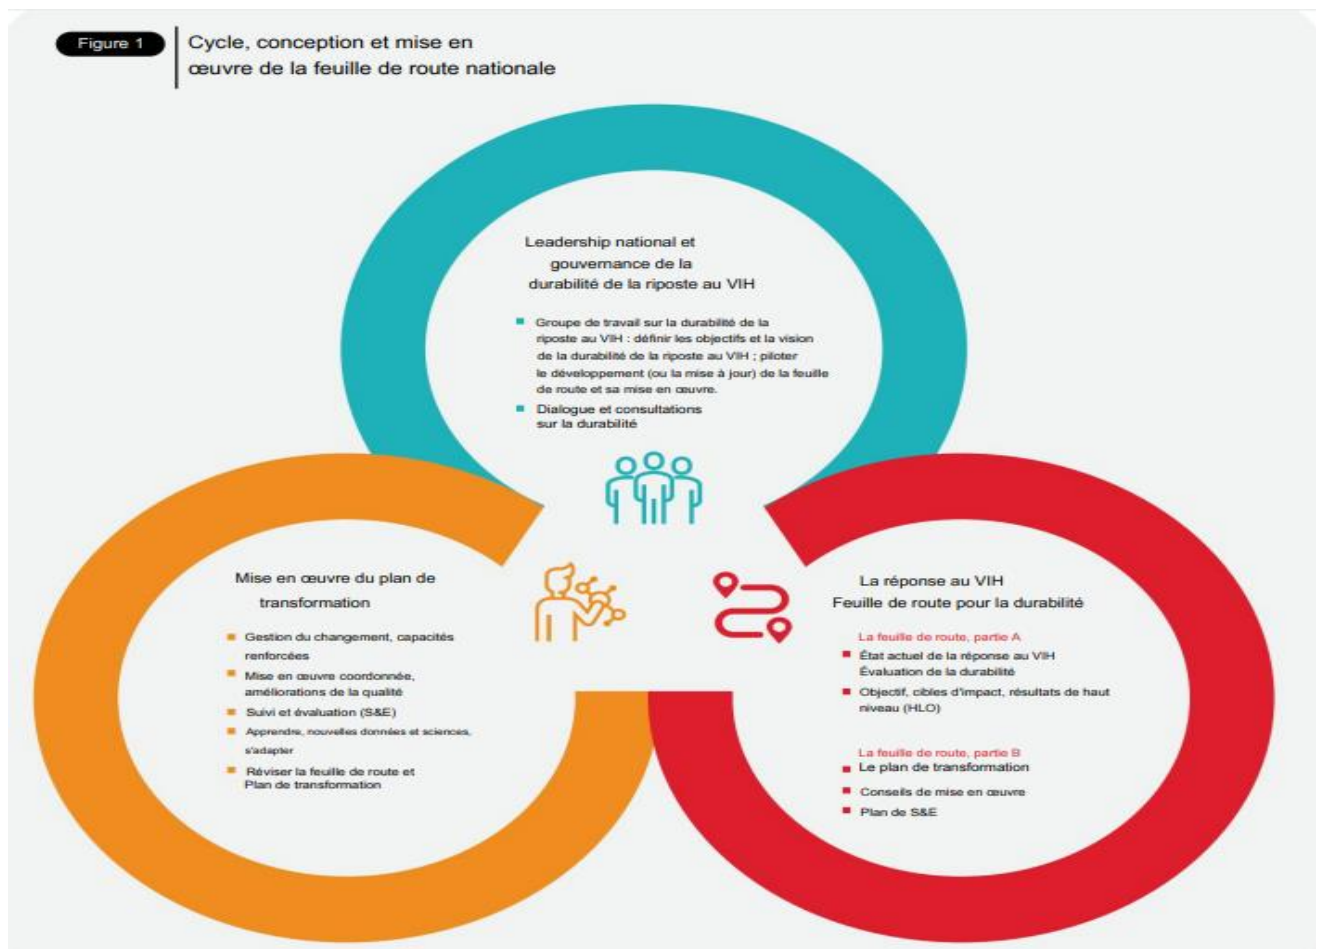 Figure 1
Cycle, conception et mise en
œuvre de la feuille de route nationale
Leadership national et
gouvernance de la
durabilité de la riposte au VIH
Groupe de travail sur la durabilité de la
riposte au VIH : définir les objectifs et la vision
de la durabilité de la riposte au VIH ; piloter
le développement (ou la mise à jour) de la feuille
de route et sa mise en œuvre.
Dialogue et consultations
sur la durabilité
Mise en œuvre du plan de
transformation
Gestion du changement, capacités
renforcées
Mise en œuvre coordonnée,
améliorations de la qualité
Suivi et évaluation (S&E)
Apprendre, nouvelles données et sciences,
s'adapter
Réviser la feuille de route et
Plan de transformation
La réponse au VIH
Feuille de route pour la durabilité
La feuille de route, partie A
État actuel de la réponse au VIH
Évaluation de la durabilité
Objectif, cibles d'impact, résultats de haut
niveau (HLO)
La feuille de route, partie B
Le plan de transformation
Conseils de mise en œuvre
Plan de S&E